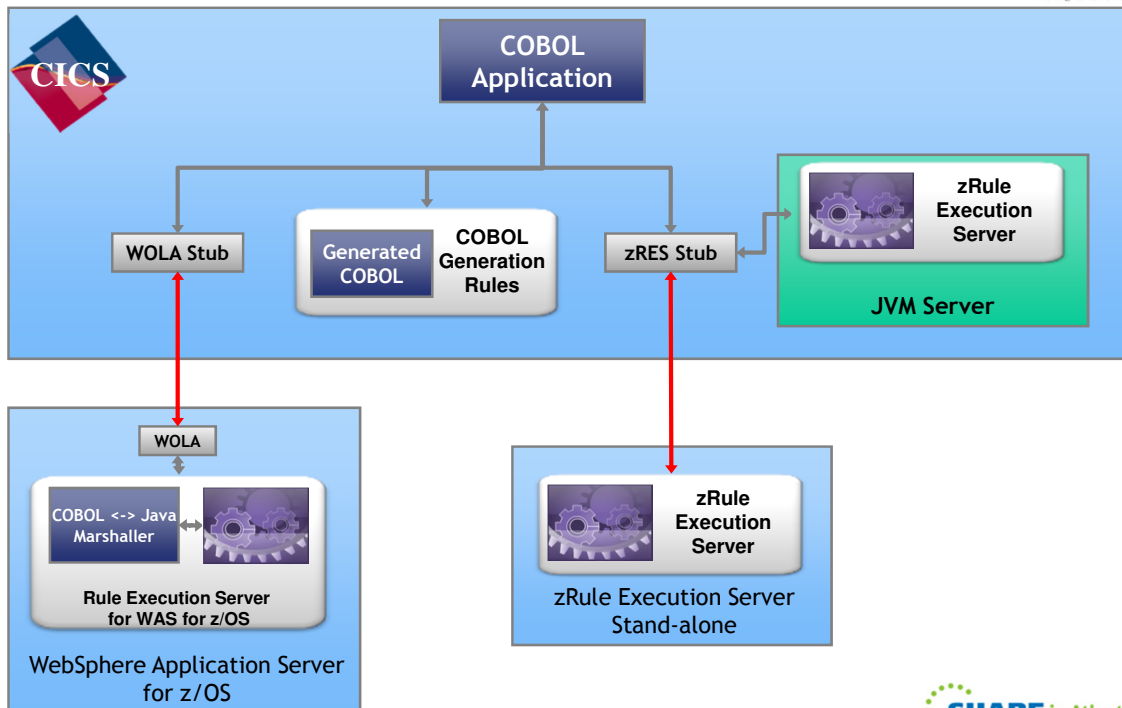 CICS
COBOL
Application
WOLA Stub
Generated
COBOL
COBOL
Generation
Rules
zRES Stub
zRule
Execution
Server
JVM Server
WOLA
COBOL <-> Java
Marshaller
Rule Execution Server
for WAS for z/OS
WebSphere Application Server
for z/OS
zRule
Execution
Server
zRule Execution Server
Stand-alone
SHARE in